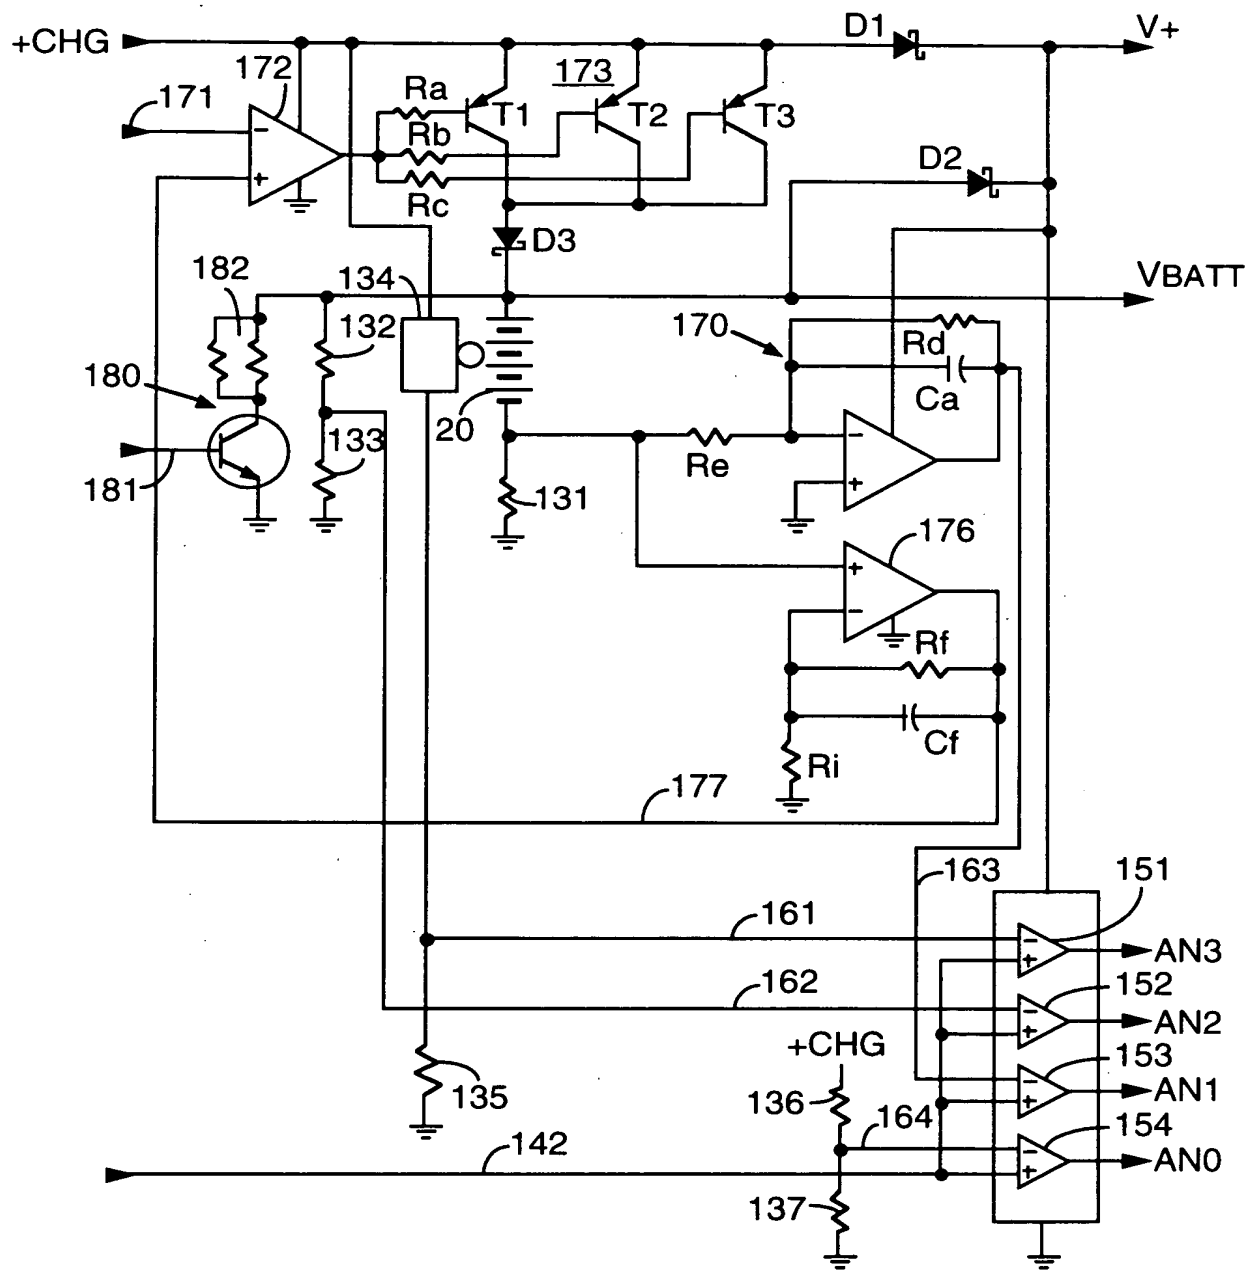 +CHG
D1
V+
172
173
Ra
171
T1
T2
T3
Rb
D2
Rc
D3
182
134
VBATT
132
170
Rd
180
Ca
20
133
Re
181
131
176
Rf
Cf
Ri
177
163
151
161
AN3
162
152
AN2
+CHG
153
136
164
AN1
135
154
142
AN0
137